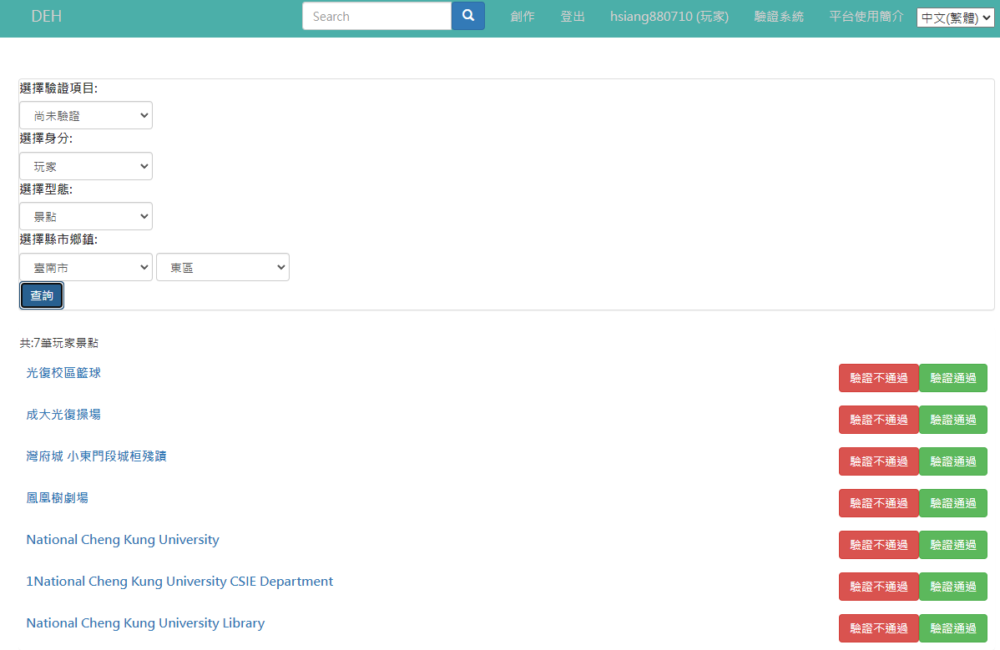 DEH Search 創作 登出 hsiang880710 (玩家) 驗證系統 平台使用簡介 中文(繁體)
選擇驗證項目:
尚未驗證
選擇身分:
玩家
選擇型態:
景點
選擇縣市鄉鎮:
臺南市 東區
查詢
共:7筆玩家景點
光復校區籃球 驗證不通過 驗證通過
成大光復操場 驗證不通過 驗證通過
灣府城 小東門段城桓殘蹟 驗證不通過 驗證通過
鳳凰樹劇場 驗證不通過 驗證通過
National Cheng Kung University 驗證不通過 驗證通過
1National Cheng Kung University CSIE Department 驗證不通過 驗證通過
National Cheng Kung University Library 驗證不通過 驗證通過